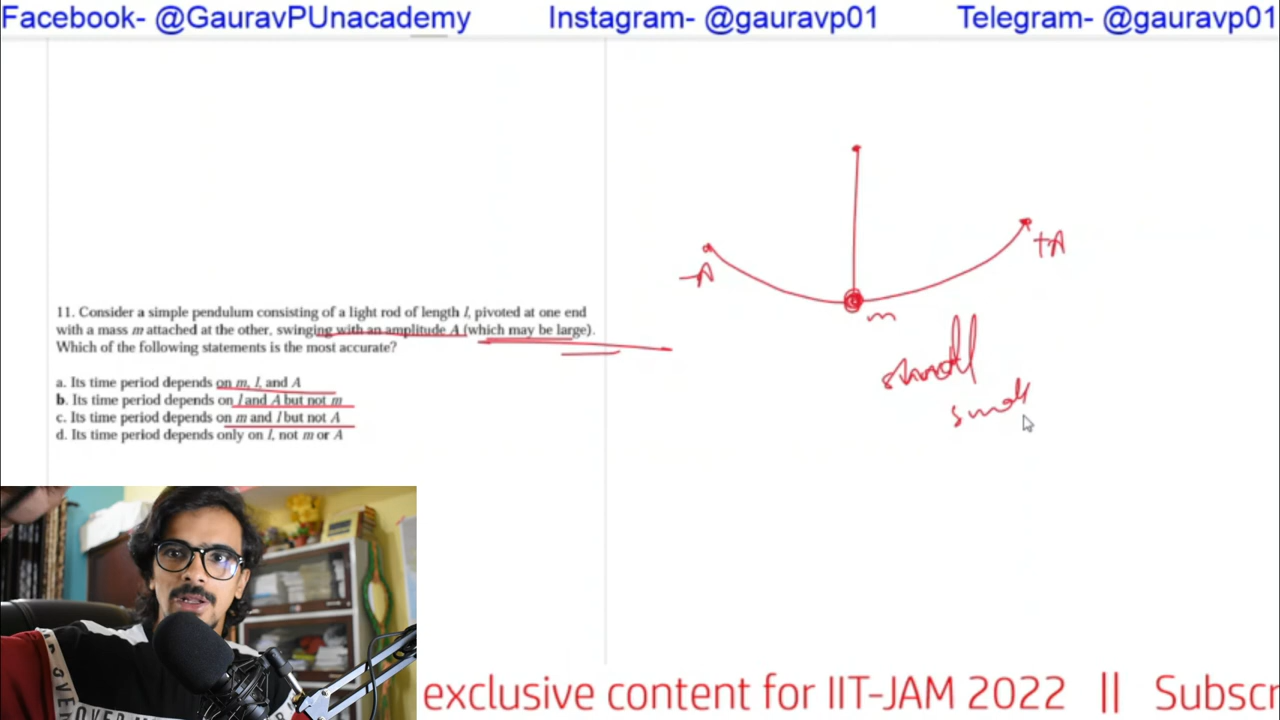 Facebook- @GauravPUnacademy Instagram- @gauravp01 Telegram- @gauravp01
11. Consider a simple pendulum consisting of a light rod of length l, pivoted at one end
with a mass m attached at the other, swinging with an amplitude A (which may be large).
Which of the following statements is the most accurate?
a. Its time period depends on m, l, and A
b. Its time period depends on l and A but not m
c. Its time period depends on m and l but not A
d. Its time period depends only on l, not m or A
-A
+A
m
small
small
OVER
exclusive content for IIT-JAM 2022 || Subscr